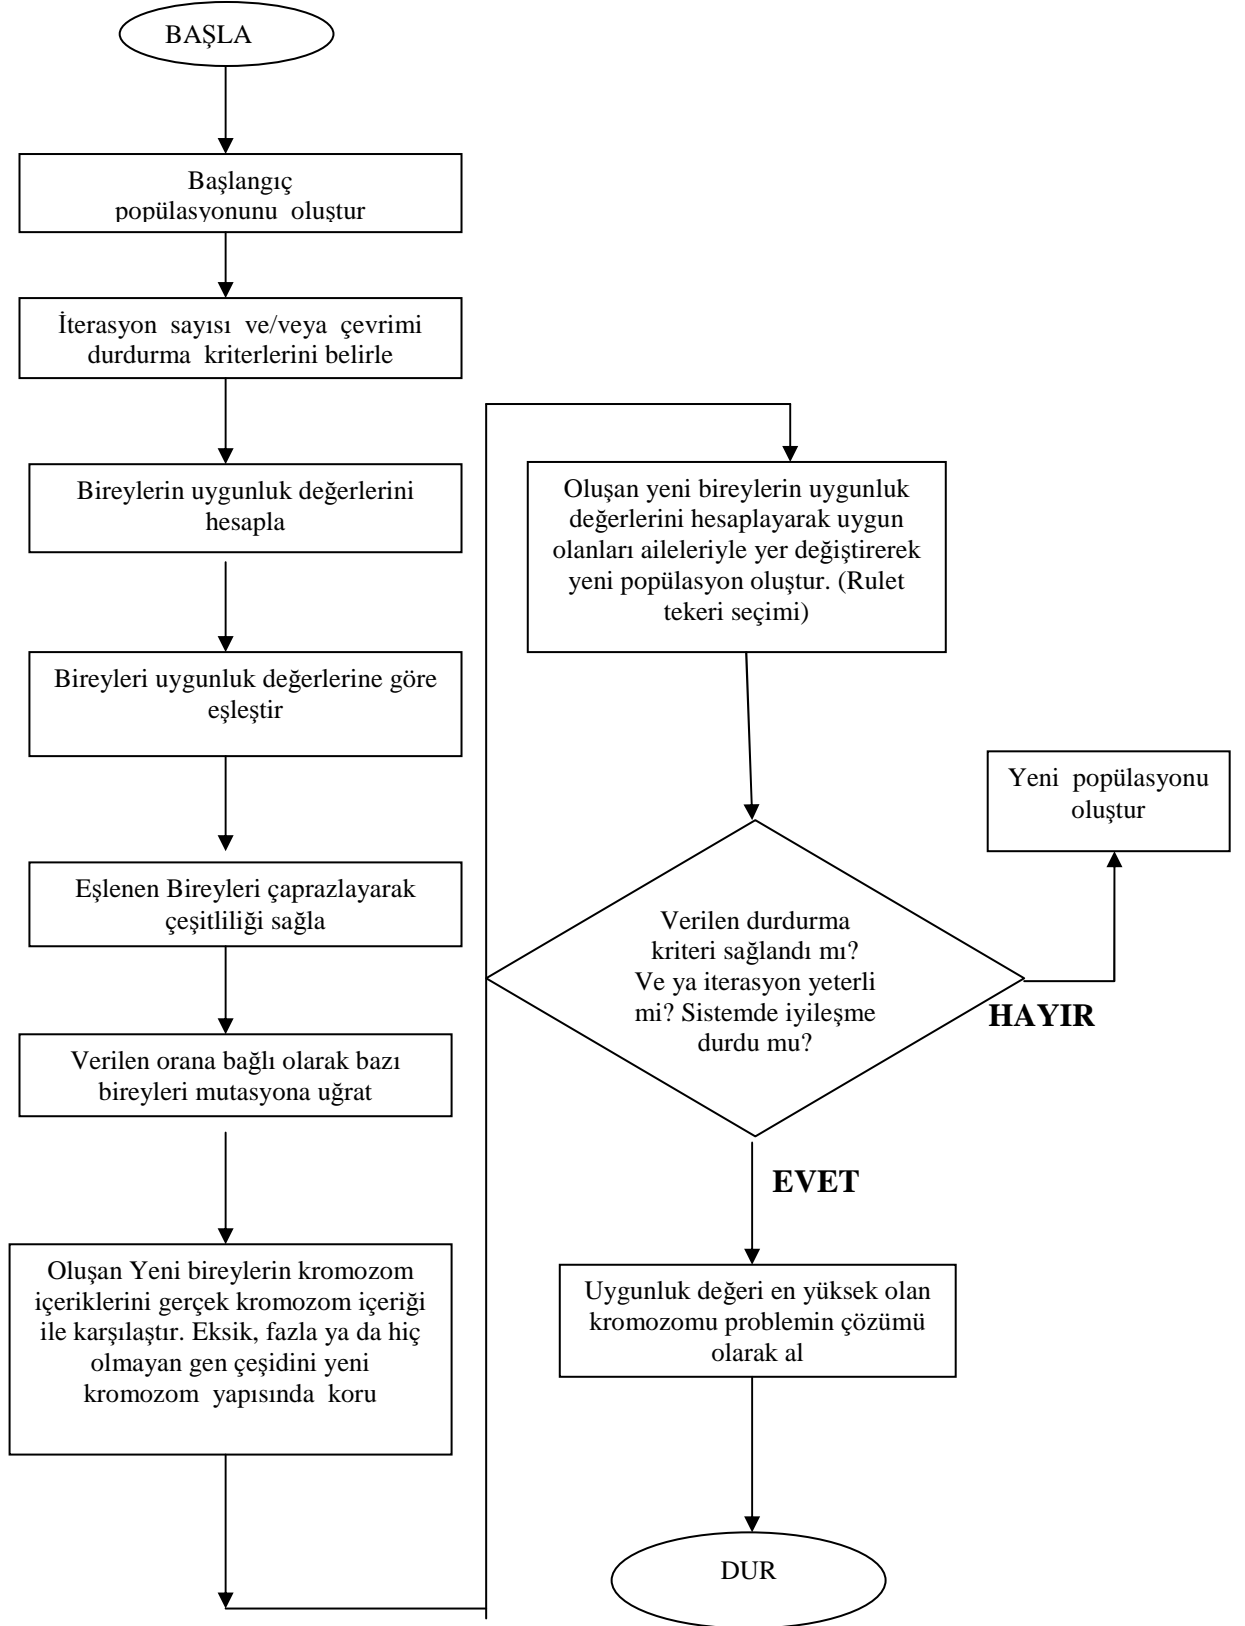 BAŞLA
Başlangıç
popülasyonunu oluştur
İterasyon sayısı ve/veya çevrimi
durdurma kriterlerini belirle
Bireylerin uygunluk değerlerini
hesapla
Bireyleri uygunluk değerlerine göre
eşleştir
Eşlenen Bireyleri çaprazlayarak
çeşitliliği sağla
Verilen orana bağlı olarak bazı
bireyleri mutasyona uğrat
Oluşan Yeni bireylerin kromozom
içeriklerini gerçek kromozom içeriği
ile karşılaştır. Eksik, fazla ya da hiç
olmayan gen çeşidini yeni
kromozom yapısında koru
Oluşan yeni bireylerin uygunluk
değerlerini hesaplayarak uygun
olanları aileleriyle yer değiştirerek
yeni popülasyon oluştur. (Rulet
tekeri seçimi)
Verilen durdurma
kriteri sağlandı mı?
Ve ya iterasyon yeterli
mi? Sistemde iyileşme
durdu mu?
HAYIR
Yeni popülasyonu
oluştur
EVET
Uygunluk değeri en yüksek olan
kromozomu problemin çözümü
olarak al
DUR